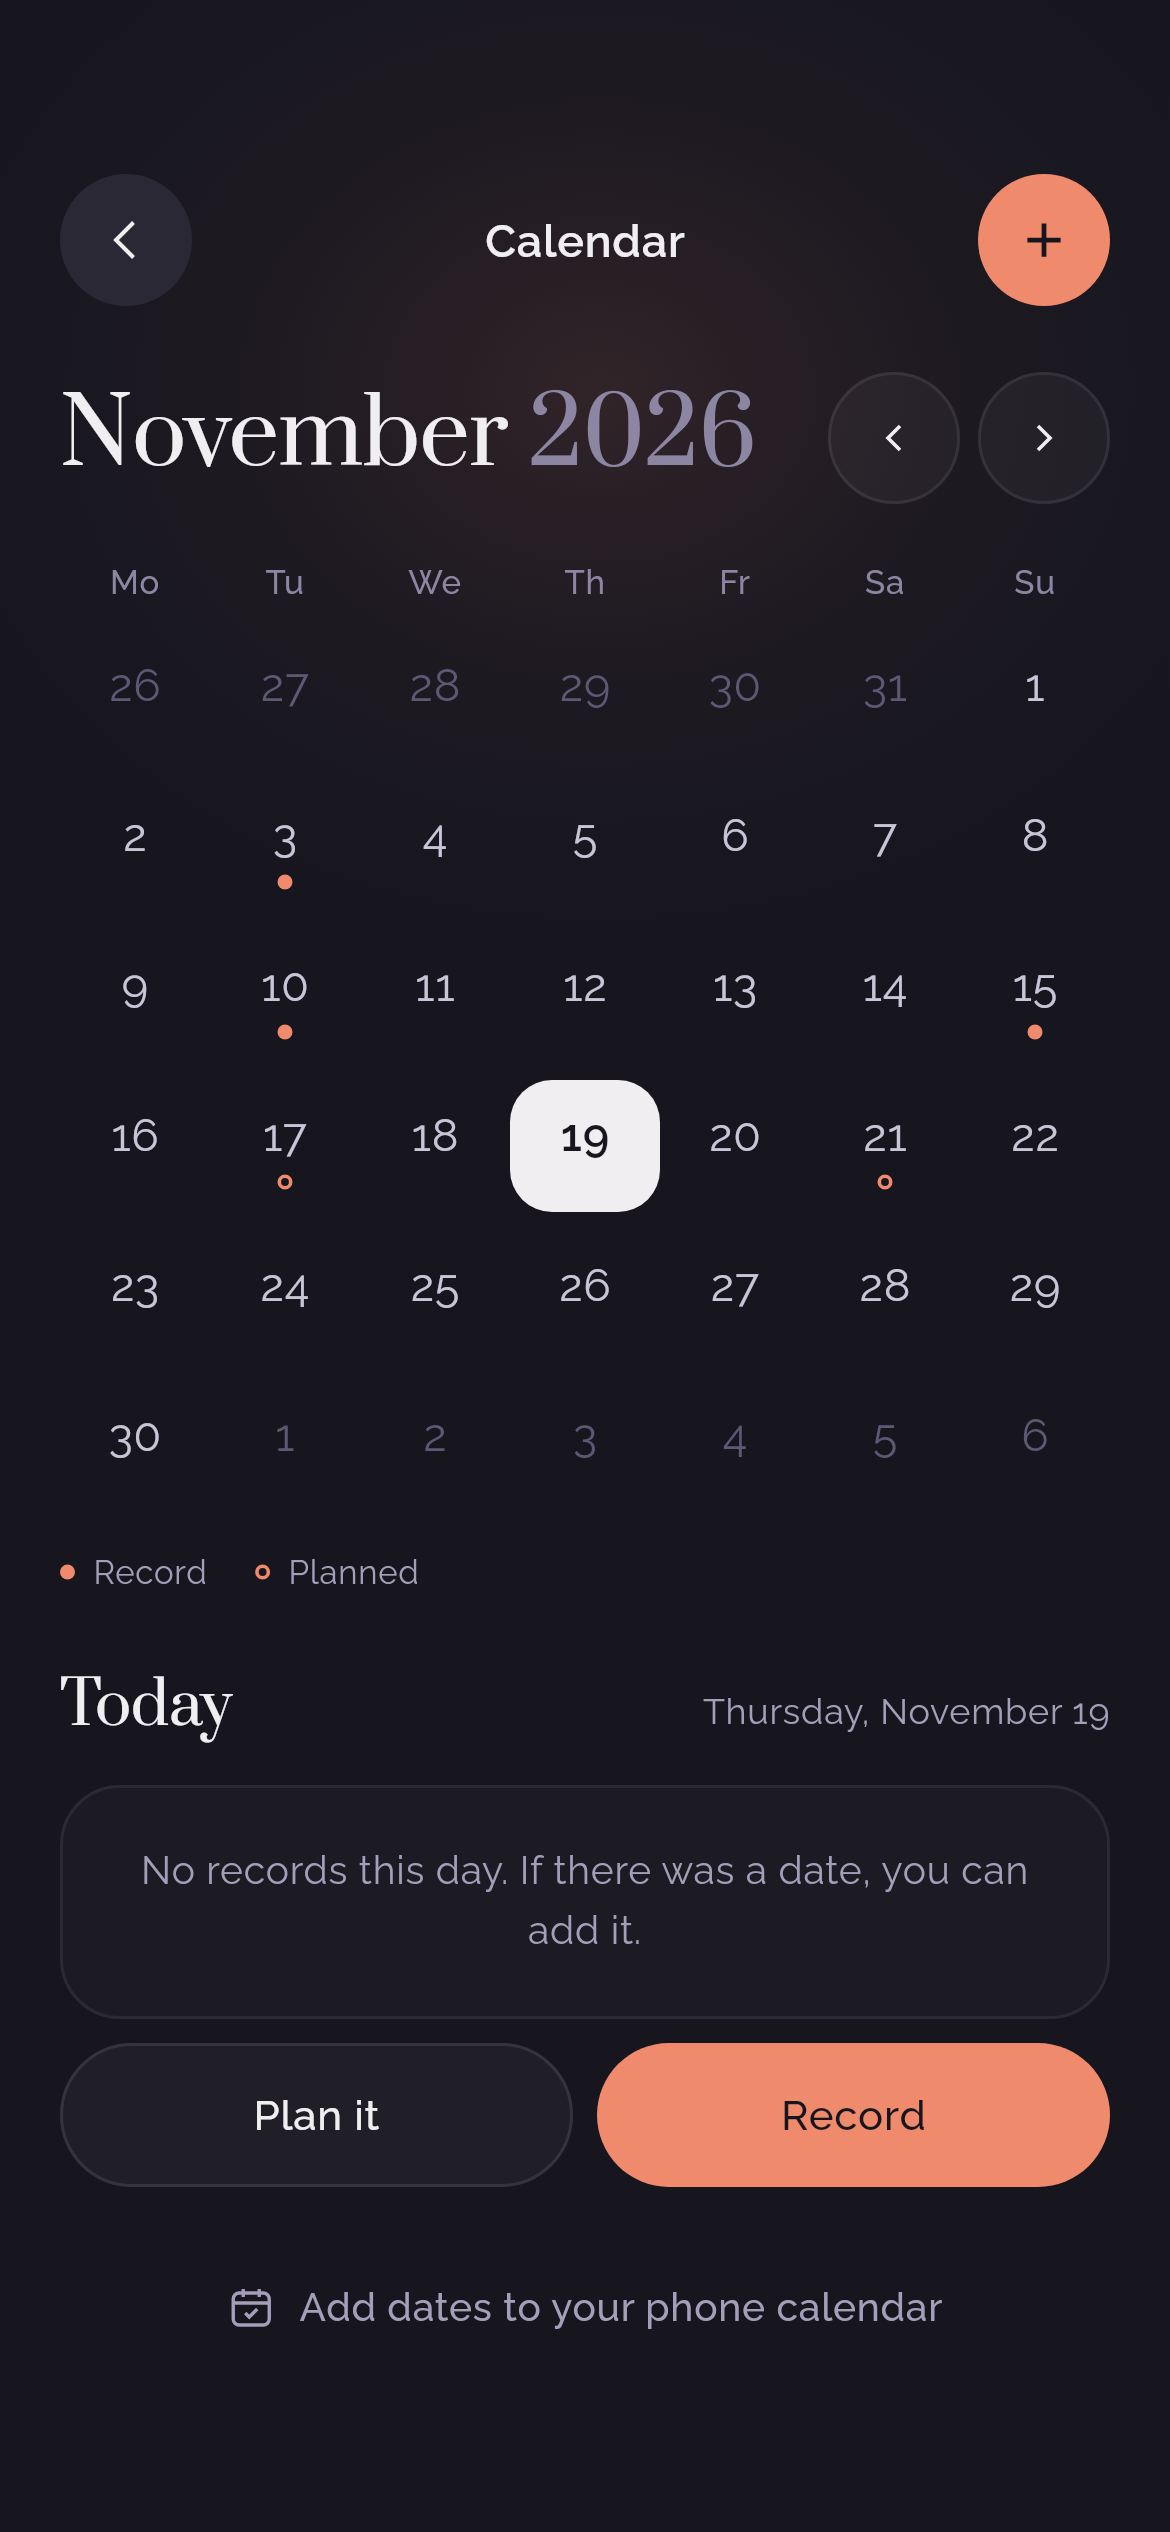 Calendar
November 2026
Mo Tu We Th Fr Sa Su
26 27 28 29 30 31 1
2 3 4 5 6 7 8
9 10 11 12 13 14 15
16 17 18 19 20 21 22
23 24 25 26 27 28 29
30 1 2 3 4 5 6
Record Planned
Today Thursday, November 19
No records this day. If there was a date, you can
add it.
Plan it Record
Add dates to your phone calendar